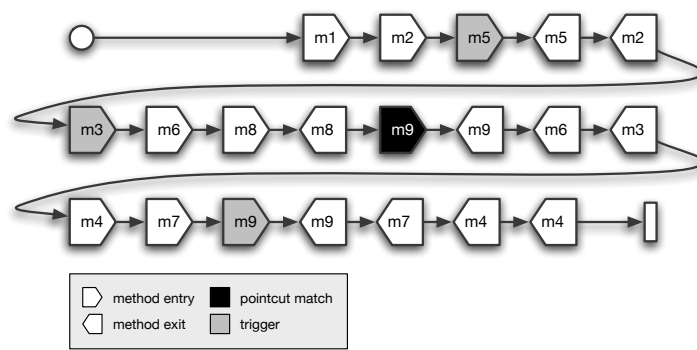 m1 m2 m5 m5 m2
m3 m6 m8 m8 m9 m9 m6 m3
m4 m7 m9 m9 m7 m4 m4
method entry pointcut match
method exit trigger